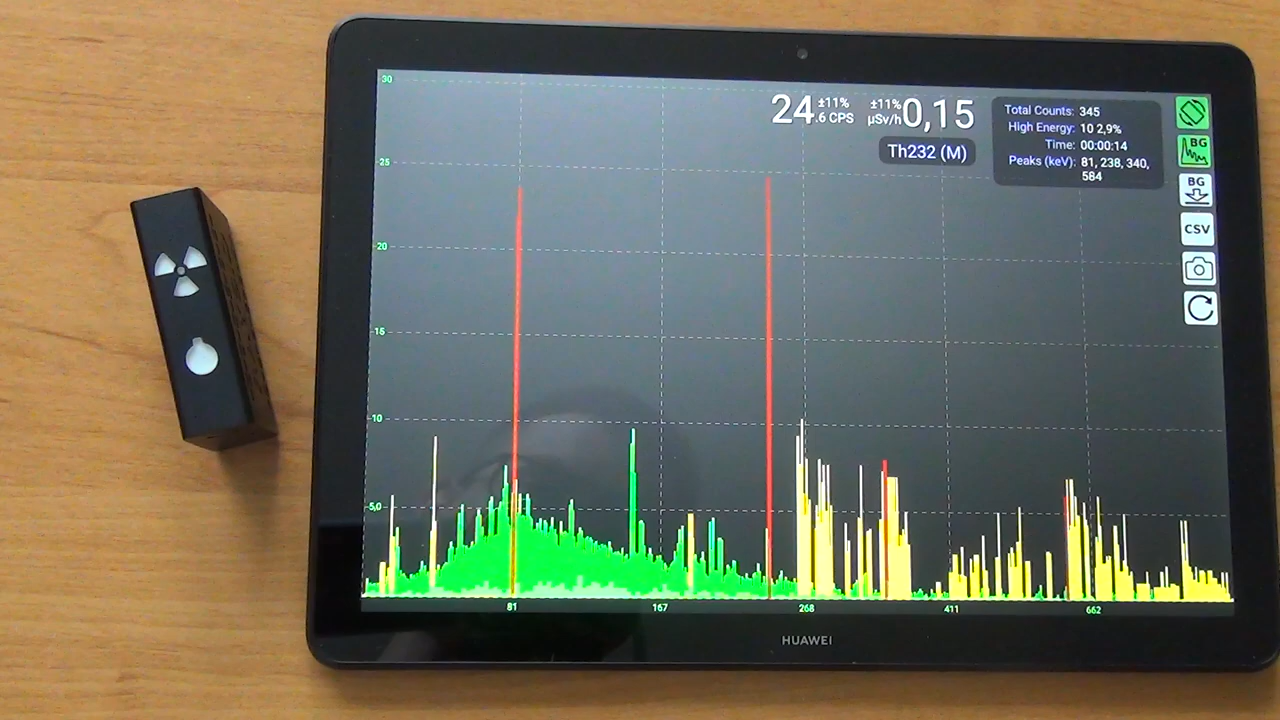 30
25
20
15
10
5,0
24 ±11% .6 CPS ±11% µSv/h 0,15
Th232 (M)
Total Counts: 345
High Energy: 10 2,9%
Time: 00:00:14
Peaks (keV): 81, 238, 340,
584
BG
BG
CSV
81 167 268 411 662
HUAWEI